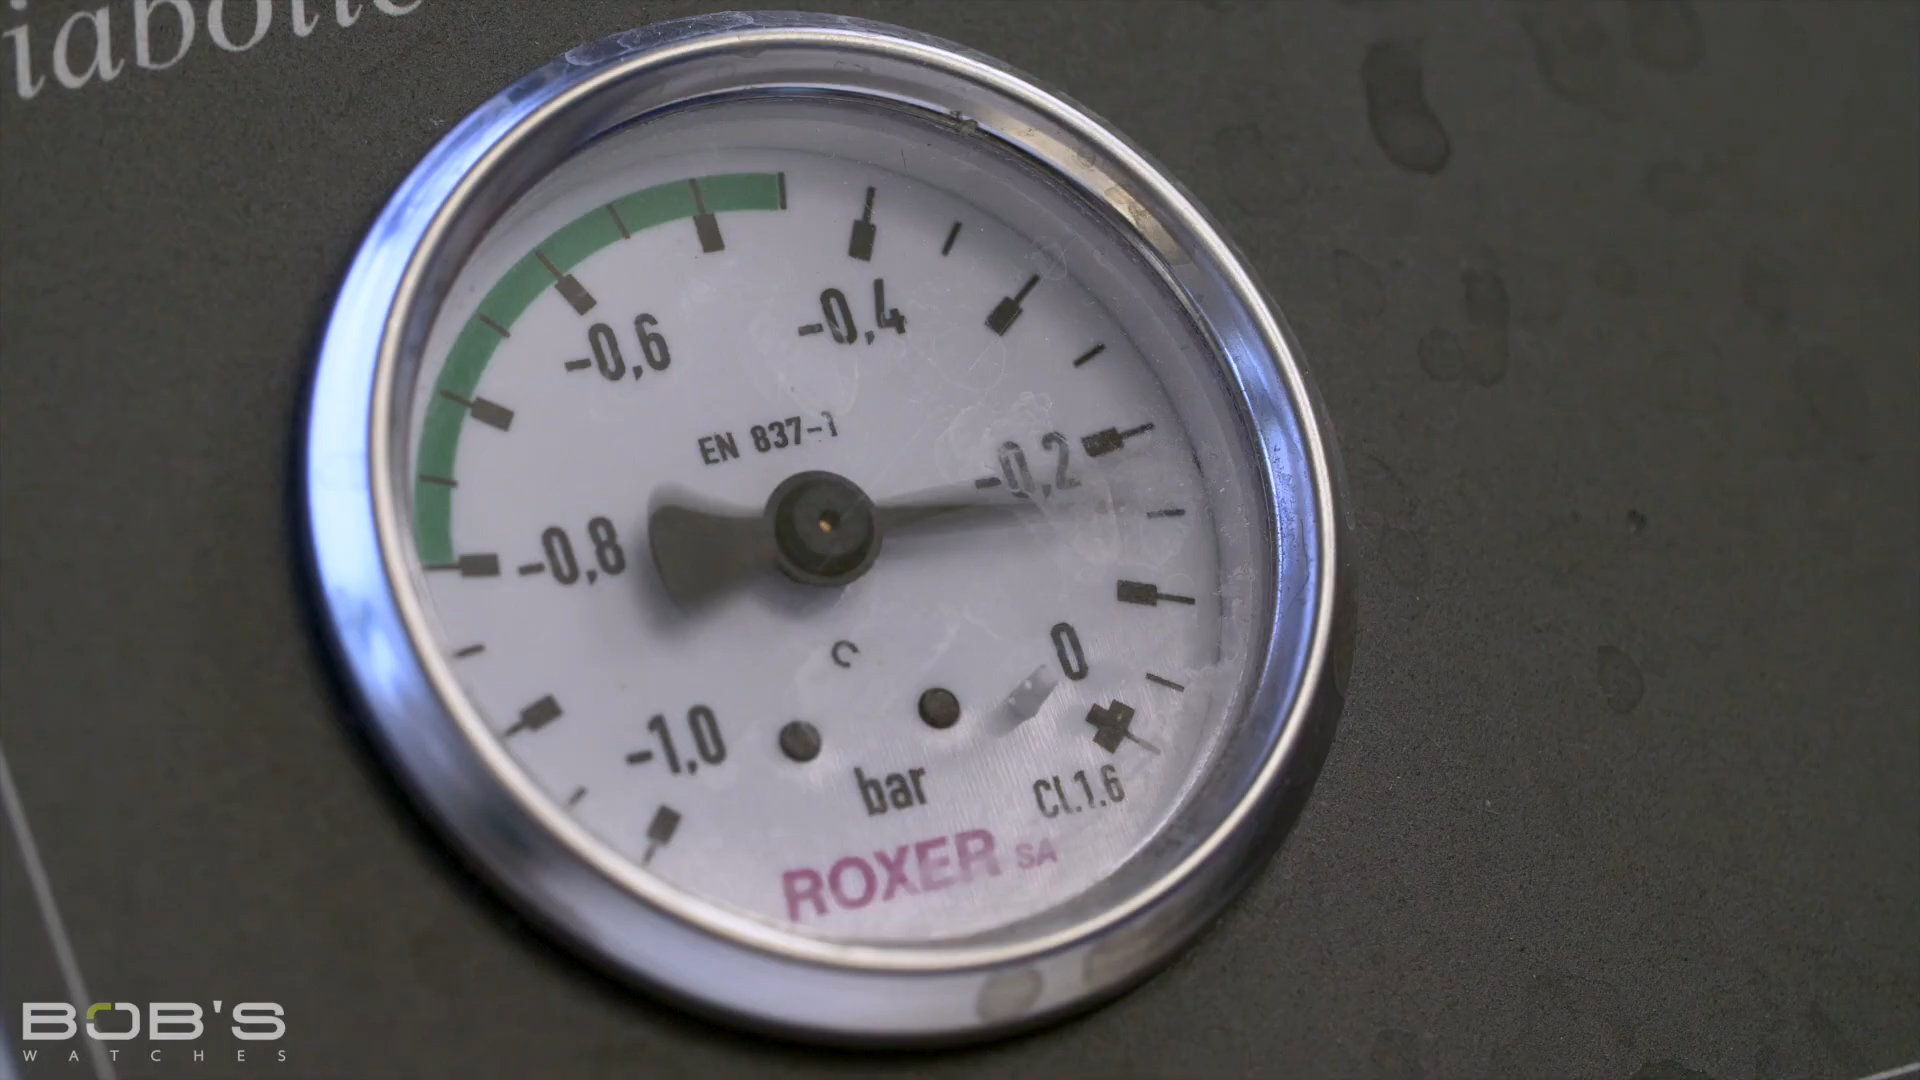 iaboli
-0,6
-0,4
EN 837-1
-0,2
-0,8
0
-1,0
bar
Cl.1.6
ROXER SA
BOB'S
WATCHES